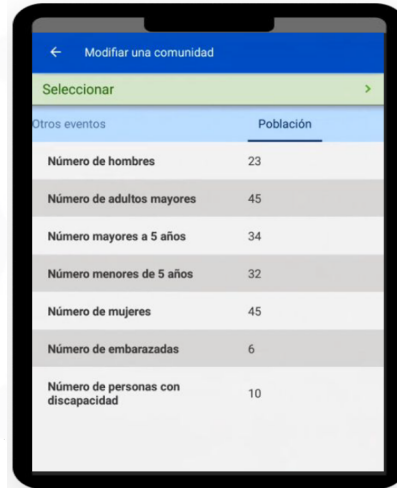 Modifiar una comunidad
Seleccionar
Otros eventos Población
Número de hombres 23
Número de adultos mayores 45
Número mayores a 5 años 34
Número menores de 5 años 32
Número de mujeres 45
Número de embarazadas 6
Número de personas con
discapacidad 10